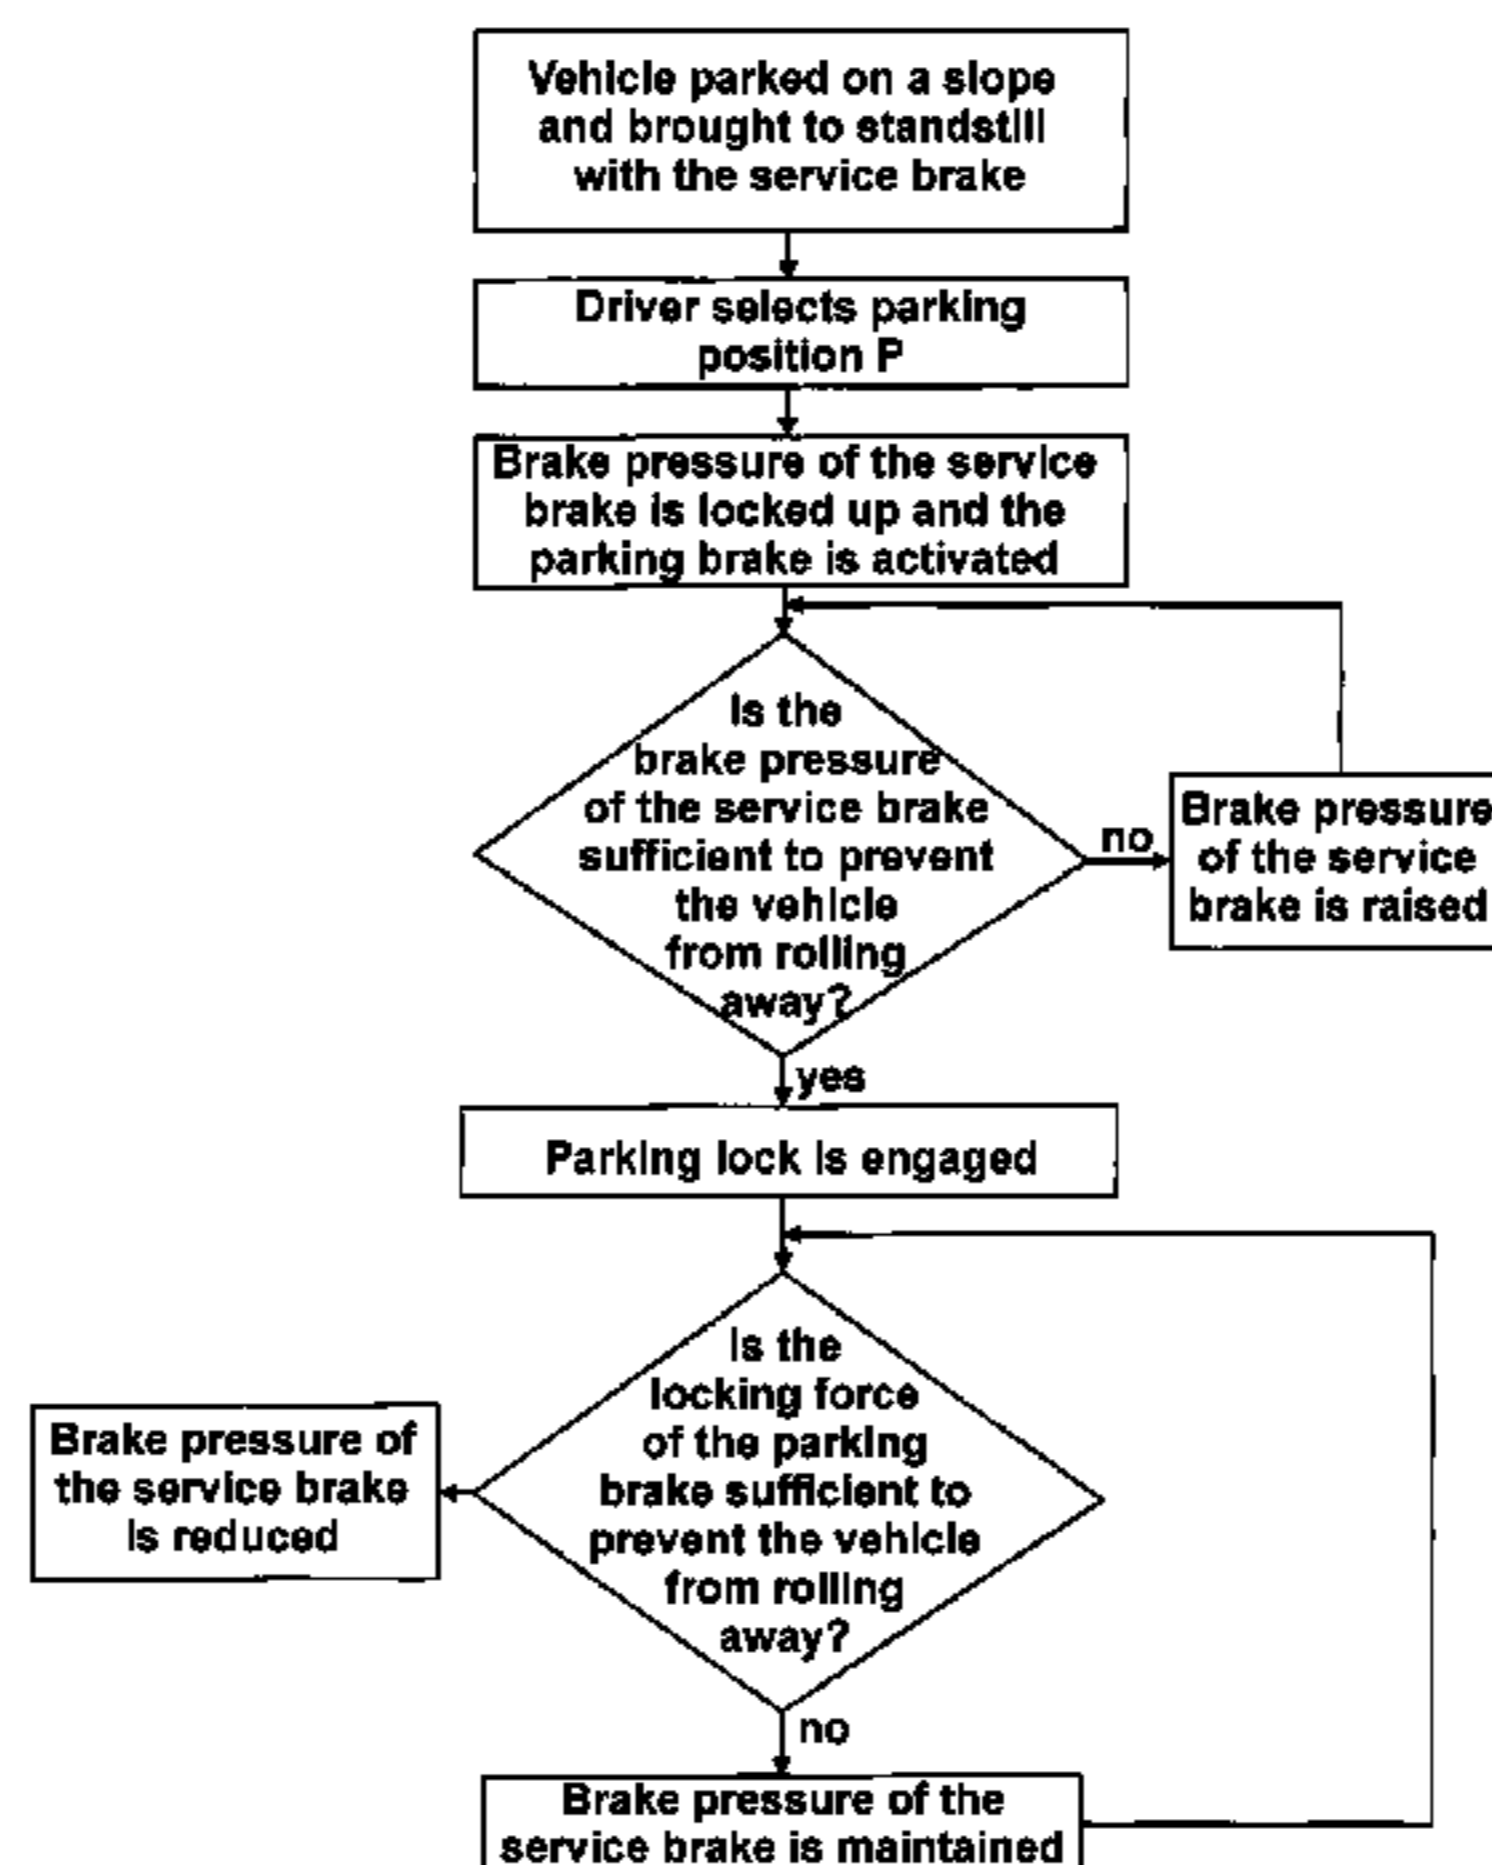 Vehicle parked on a slope
and brought to standstill
with the service brake
Driver selects parking
position P
Brake pressure of the service
brake is locked up and the
parking brake is activated
Is the
brake pressure
of the service brake
sufficient to prevent
the vehicle
from rolling
away?
no
Brake pressure
of the service
brake is raised
yes
Parking lock is engaged
Is the
locking force
of the parking
brake sufficient to
prevent the vehicle
from rolling
away?
Brake pressure of
the service brake
is reduced
no
Brake pressure of the
service brake is maintained